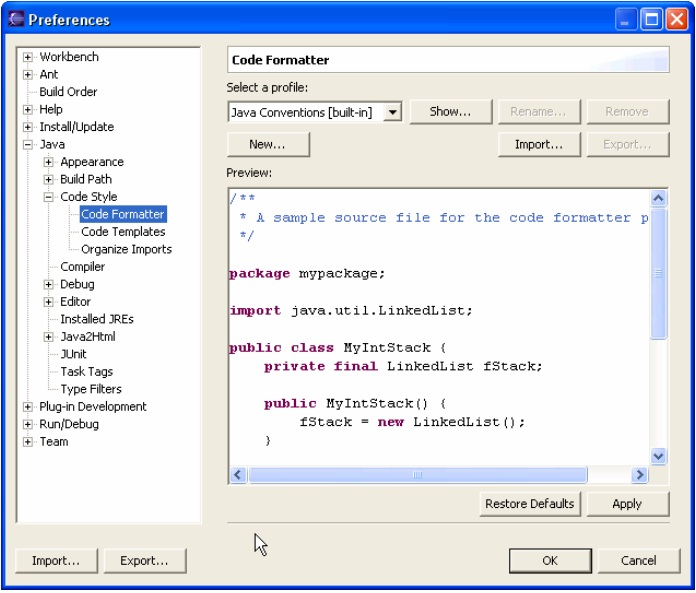 Preferences
Workbench
Ant
Build Order
Help
Install/Update
Java
Appearance
Build Path
Code Style
Code Formatter
Code Templates
Organize Imports
Compiler
Debug
Editor
Installed JREs
Java2Html
JUnit
Task Tags
Type Filters
Plug-in Development
Run/Debug
Team
Code Formatter
Select a profile:
Java Conventions [built-in] Show... Rename... Remove
New... Import... Export...
Preview:
/**
 * A sample source file for the code formatter p
 */
package mypackage;
import java.util.LinkedList;
public class MyIntStack {
    private final LinkedList fStack;
    public MyIntStack() {
        fStack = new LinkedList();
    }
Restore Defaults Apply
Import... Export... OK Cancel